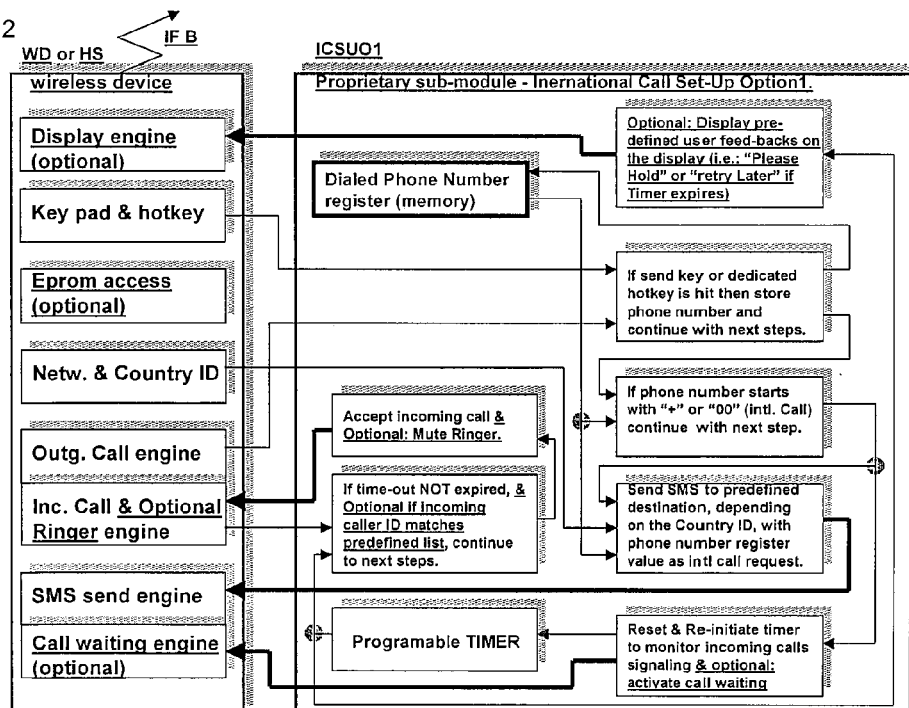 2
IF B
WD or HS
wireless device
Display engine
(optional)
Key pad & hotkey
Eprom access
(optional)
Netw. & Country ID
Outg. Call engine
Inc. Call & Optional
Ringer engine
SMS send engine
Call waiting engine
(optional)
ICSUO1
Proprietary sub-module - Inernational Call Set-Up Option1.
Dialed Phone Number
register (memory)
Optional: Display pre-
defined user feed-backs on
the display (i.e.: "Please
Hold" or "retry Later" if
Timer expires)
If send key or dedicated
hotkey is hit then store
phone number and
continue with next steps.
If phone number starts
with "+" or "00" (intl. Call)
continue with next step.
Accept incoming call &
Optional: Mute Ringer.
If time-out NOT expired, &
Optional if incoming
caller ID matches
predefined list, continue
to next steps.
Send SMS to predefined
destination, depending
on the Country ID, with
phone number register
value as intl call request.
Programable TIMER
Reset & Re-initiate timer
to monitor incoming calls
signaling & optional:
activate call waiting